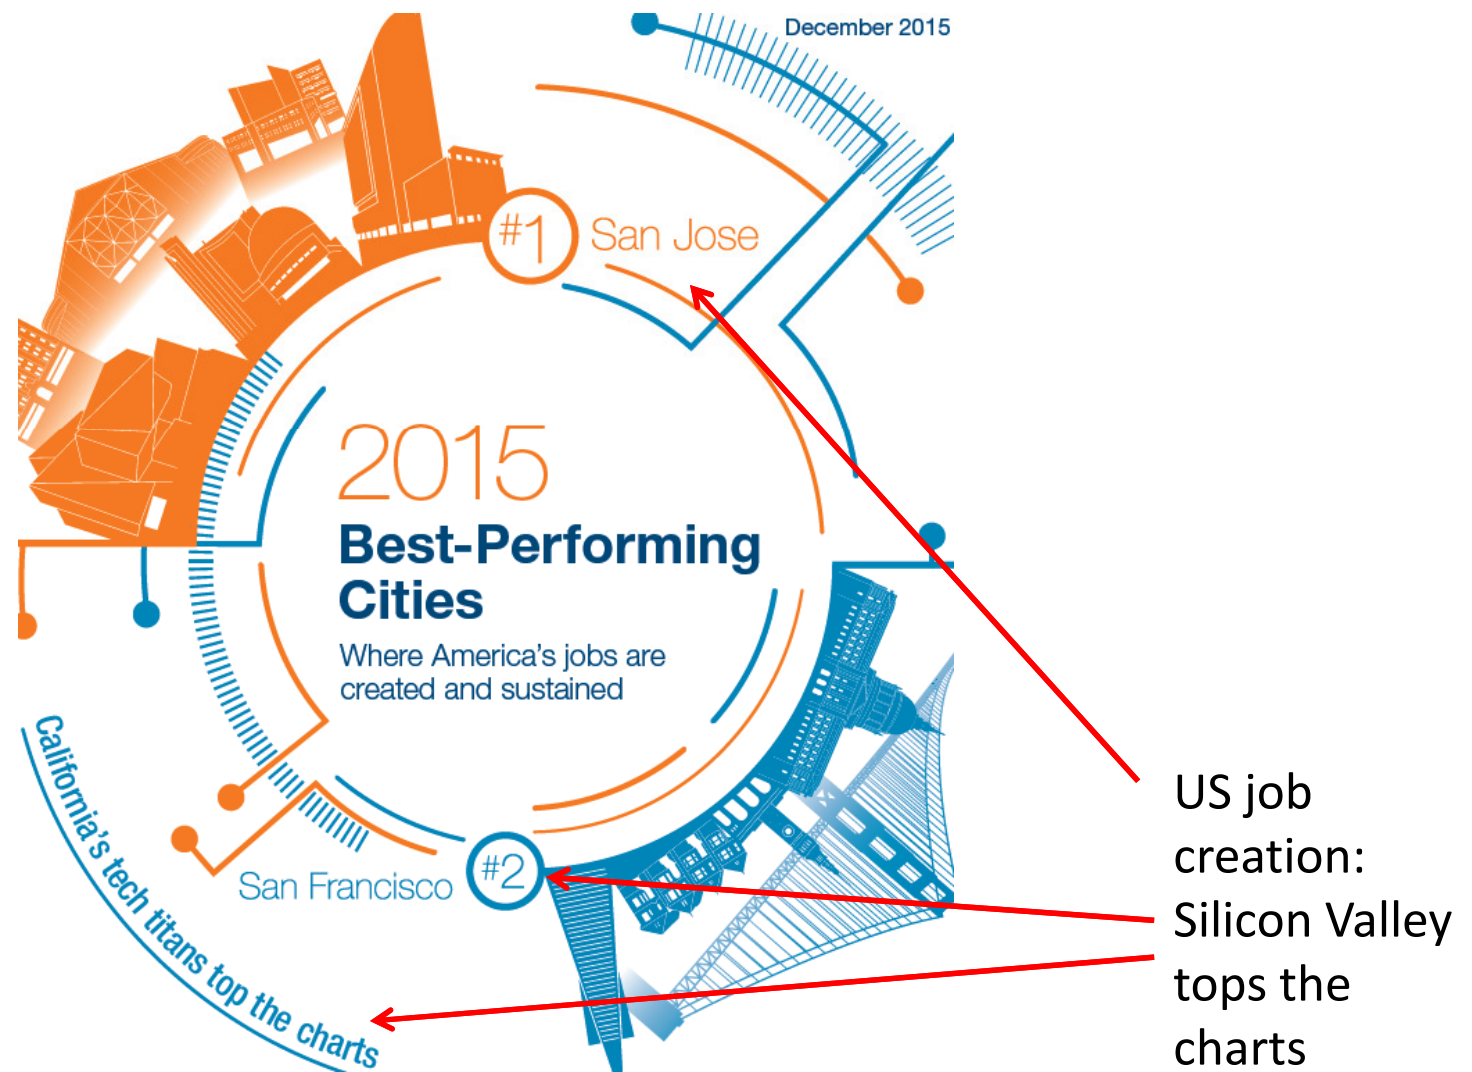 December 2015
#1 San Jose
2015
Best-Performing
Cities
Where America's jobs are
created and sustained
#2
San Francisco
California's tech titans top the charts
US job
creation:
Silicon Valley
tops the
charts